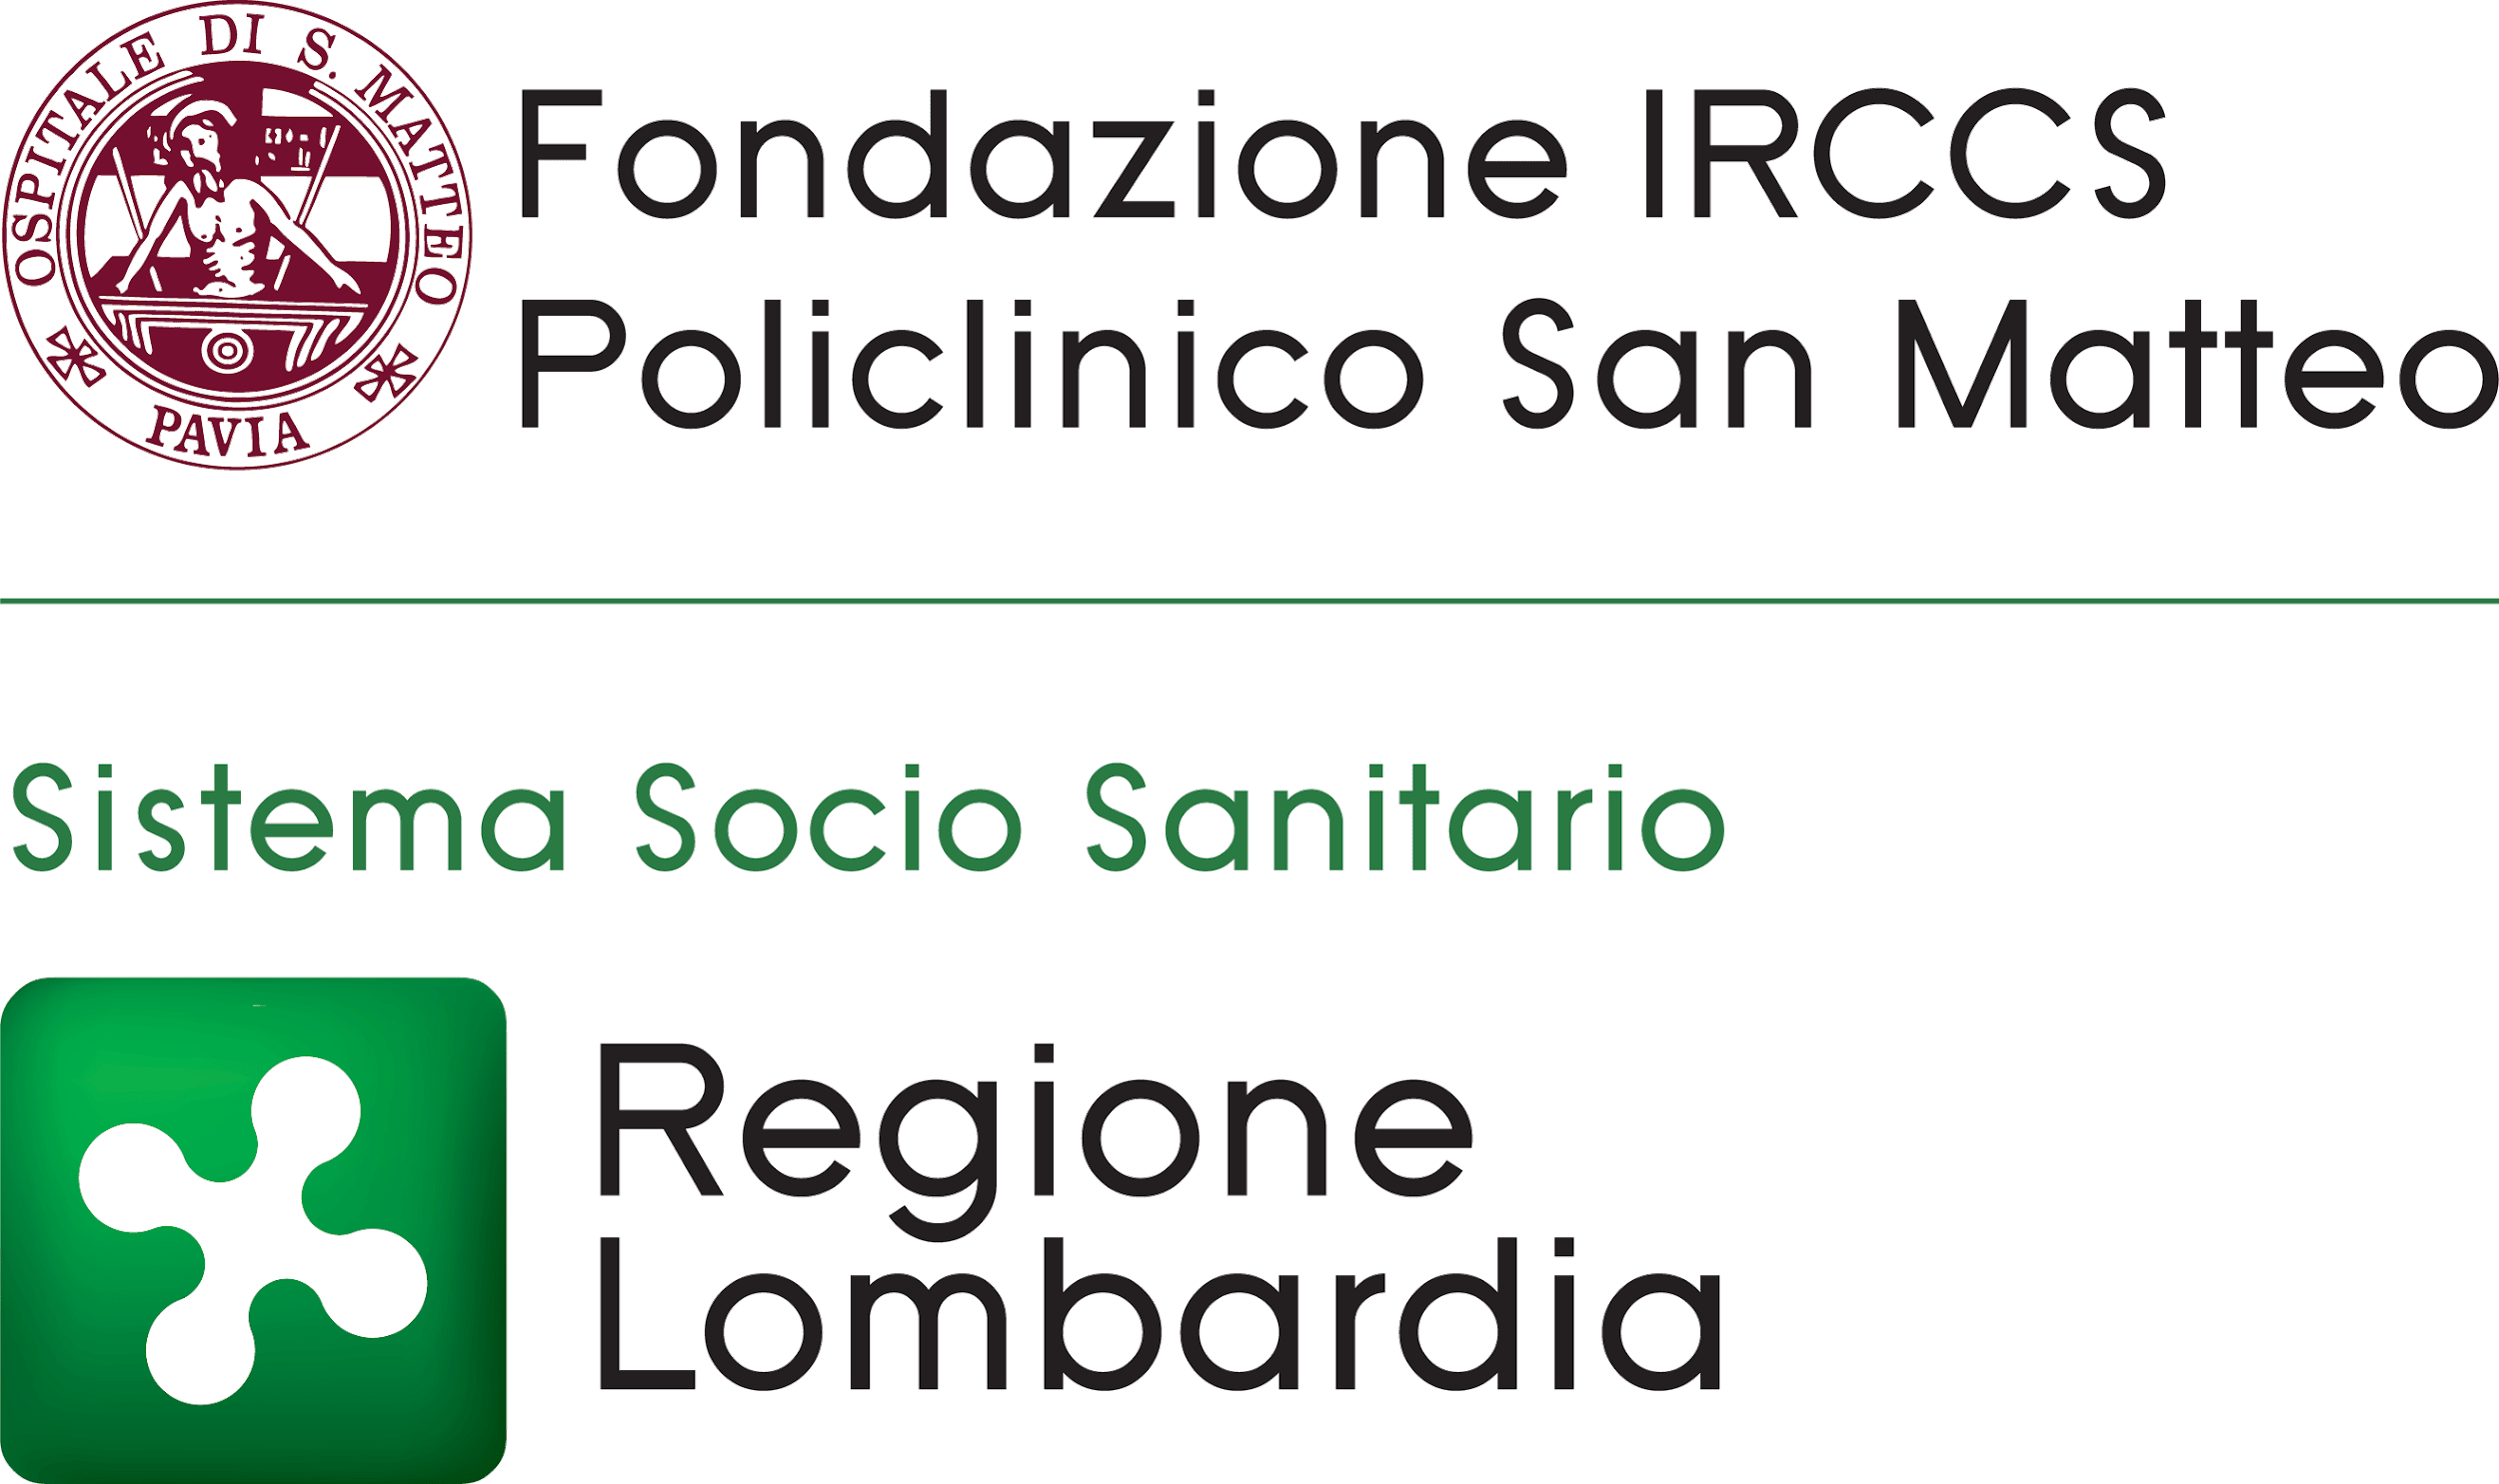 OSPITALE DI S. MATTEO
PAVIA
Fondazione IRCCS
Policlinico San Matteo
Sistema Socio Sanitario
Regione
Lombardia